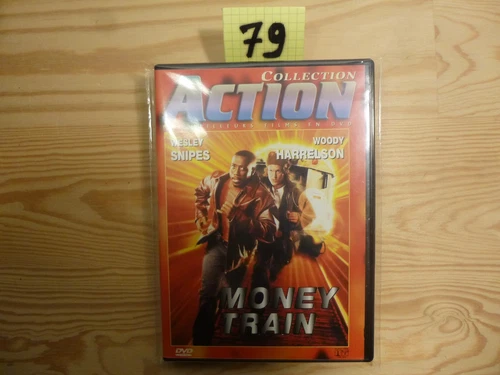 79
COLLECTION
ACTION
WESLEY
SNIPES
WOODY
HARRELSON
MONEY
TRAIN
DVD